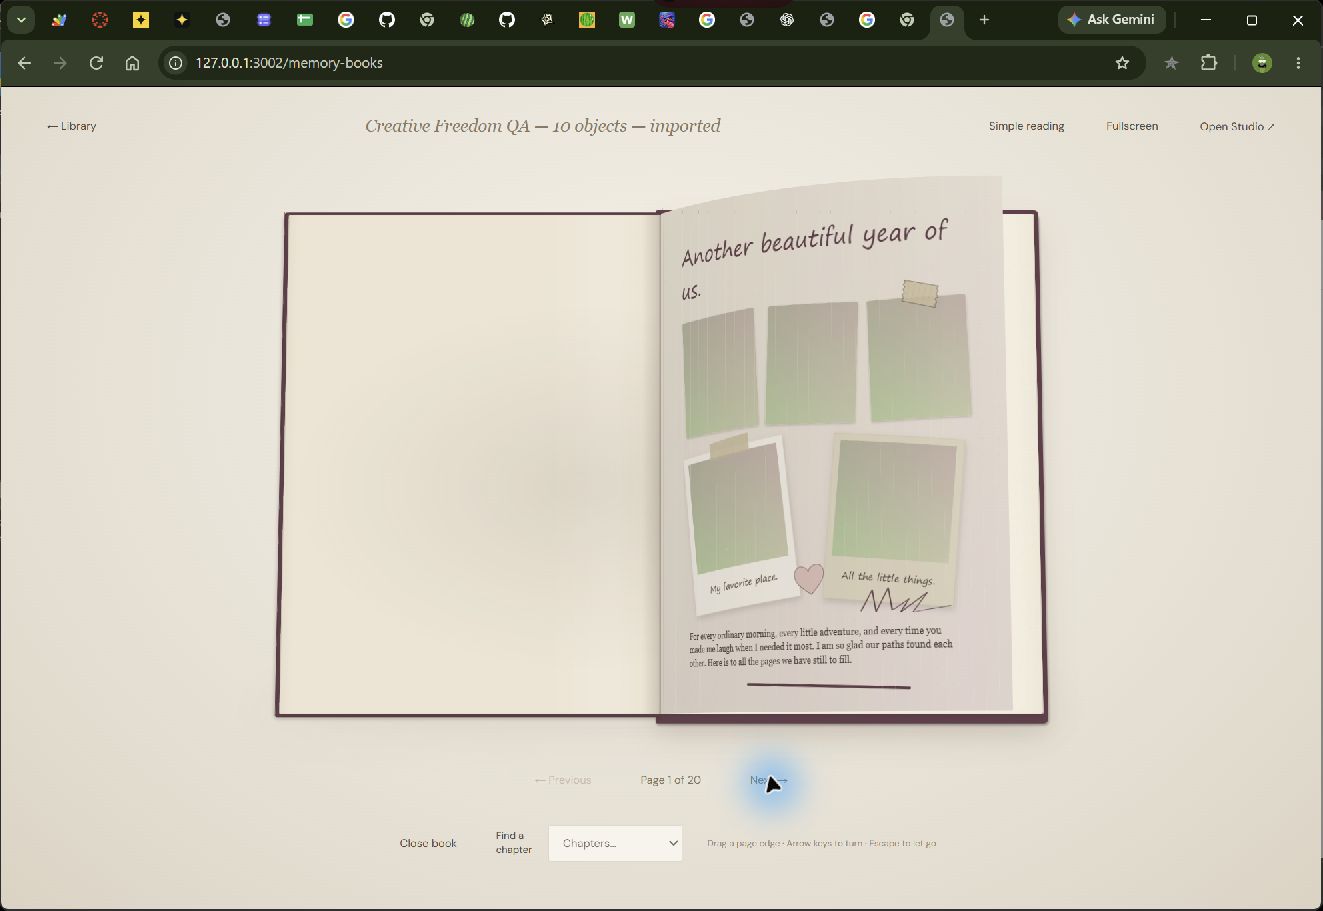 Ask Gemini
127.0.0.1:3002/memory-books
← Library
Creative Freedom QA — 10 objects — imported
Simple reading
Fullscreen
Open Studio ↗
Another beautiful year of
us.
My favorite place.
All the little things.
For every ordinary morning, every little adventure, and every time you
made me laugh when I needed it most. I am so glad our paths found each
other. Here is to all the pages we have still to fill.
← Previous
Page 1 of 20
→
Close book
Find a
chapter
Chapters...
Drag a page edge · Arrow keys to turn · Escape to let go